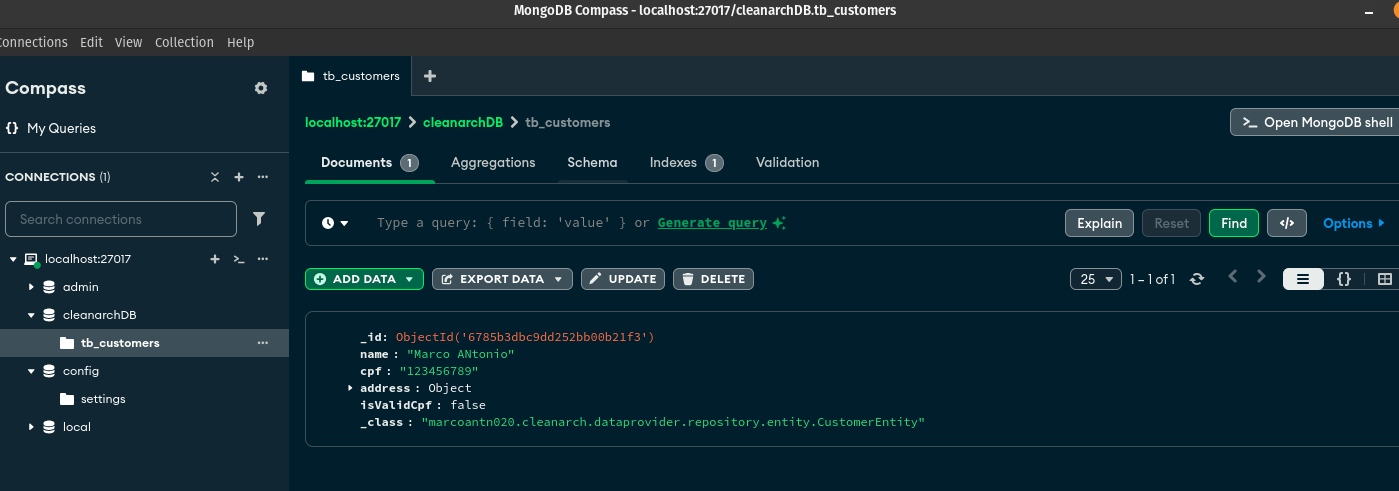 MongoDB Compass - localhost:27017/cleanarchDB.tb_customers
Connections Edit View Collection Help
Compass
{} My Queries
CONNECTIONS (1)
Search connections
localhost:27017
admin
cleanarchDB
tb_customers
config
settings
local
tb_customers
localhost:27017 > cleanarchDB > tb_customers
>_ Open MongoDB shell
Documents 1 Aggregations Schema Indexes 1 Validation
Type a query: { field: 'value' } or Generate query
Explain Reset Find </> Options
ADD DATA EXPORT DATA UPDATE DELETE
25 1 – 1 of 1 {}
_id: ObjectId('6785b3dbc9dd252bb00b21f3')
name : "Marco ANtonio"
cpf : "123456789"
address : Object
isValidCpf : false
_class : "marcoantn020.cleanarch.dataprovider.repository.entity.CustomerEntity"